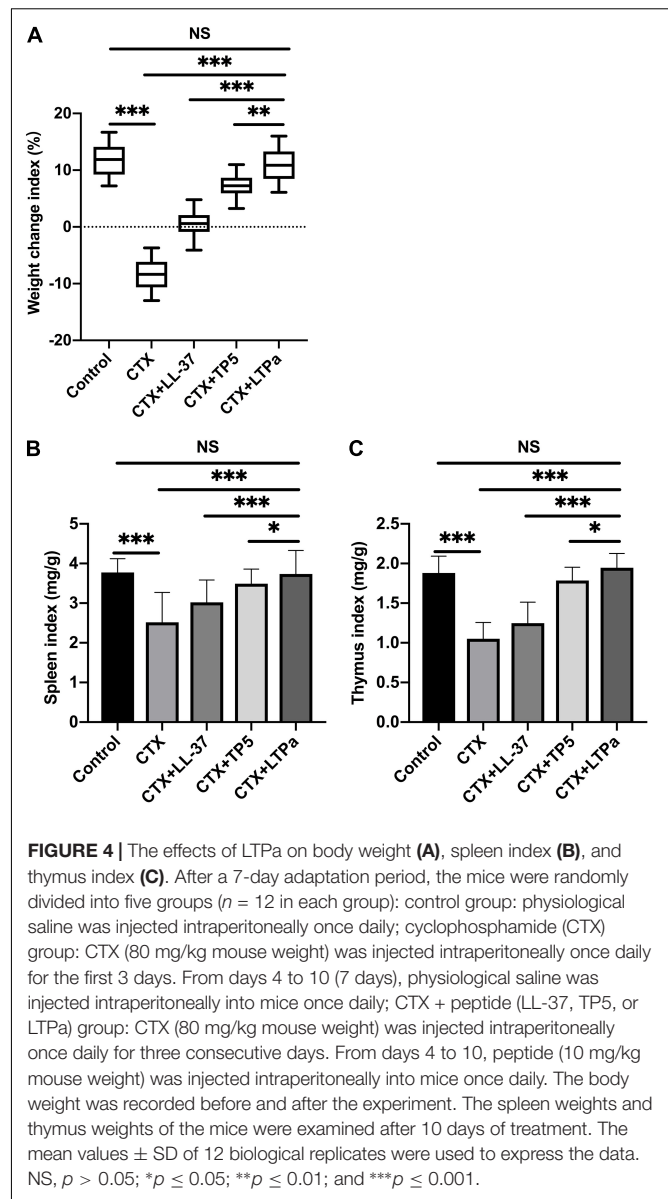 A
NS
***
***
***
**
Weight change index (%)
20
10
0
-10
-20
Control
CTX
CTX+LL-37
CTX+TP5
CTX+LTPa
B
NS
***
***
***
*
Spleen index (mg/g)
5
4
3
2
1
0
Control
CTX
CTX+LL-37
CTX+TP5
CTX+LTPa
C
NS
***
***
***
*
Thymus index (mg/g)
2.5
2.0
1.5
1.0
0.5
0.0
Control
CTX
CTX+LL-37
CTX+TP5
CTX+LTPa
FIGURE 4 | The effects of LTPa on body weight (A), spleen index (B), and
thymus index (C). After a 7-day adaptation period, the mice were randomly
divided into five groups (n = 12 in each group): control group: physiological
saline was injected intraperitoneally once daily; cyclophosphamide (CTX)
group: CTX (80 mg/kg mouse weight) was injected intraperitoneally once daily
for the first 3 days. From days 4 to 10 (7 days), physiological saline was
injected intraperitoneally into mice once daily; CTX + peptide (LL-37, TP5, or
LTPa) group: CTX (80 mg/kg mouse weight) was injected intraperitoneally
once daily for three consecutive days. From days 4 to 10, peptide (10 mg/kg
mouse weight) was injected intraperitoneally into mice once daily. The body
weight was recorded before and after the experiment. The spleen weights and
thymus weights of the mice were examined after 10 days of treatment. The
mean values ± SD of 12 biological replicates were used to express the data.
NS, p > 0.05; *p ≤ 0.05; **p ≤ 0.01; and ***p ≤ 0.001.